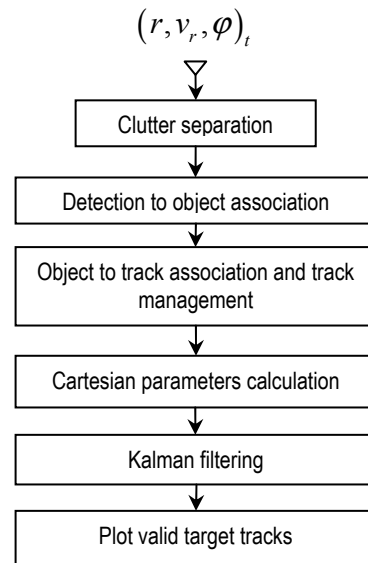 (r, v_r, φ)_t
Clutter separation
Detection to object association
Object to track association and track
management
Cartesian parameters calculation
Kalman filtering
Plot valid target tracks